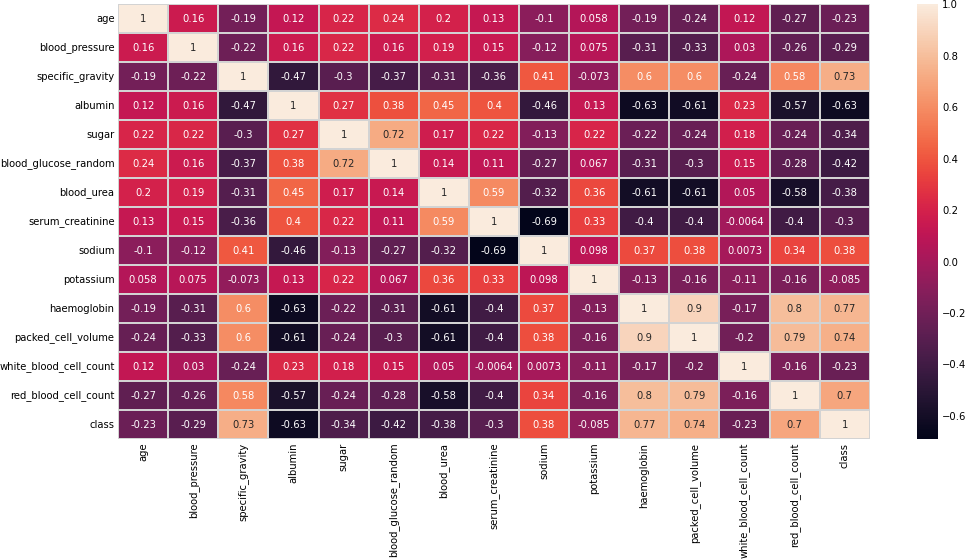 age 1 0.16 -0.19 0.12 0.22 0.24 0.2 0.13 -0.1 0.058 -0.19 -0.24 0.12 -0.27 -0.23
blood_pressure 0.16 1 -0.22 0.16 0.22 0.16 0.19 0.15 -0.12 0.075 -0.31 -0.33 0.03 -0.26 -0.29
specific_gravity -0.19 -0.22 1 -0.47 -0.3 -0.37 -0.31 -0.36 0.41 -0.073 0.6 0.6 -0.24 0.58 0.73
albumin 0.12 0.16 -0.47 1 0.27 0.38 0.45 0.4 -0.46 0.13 -0.63 -0.61 0.23 -0.57 -0.63
sugar 0.22 0.22 -0.3 0.27 1 0.72 0.17 0.22 -0.13 0.22 -0.22 -0.24 0.18 -0.24 -0.34
blood_glucose_random 0.24 0.16 -0.37 0.38 0.72 1 0.14 0.11 -0.27 0.067 -0.31 -0.3 0.15 -0.28 -0.42
blood_urea 0.2 0.19 -0.31 0.45 0.17 0.14 1 0.59 -0.32 0.36 -0.61 -0.61 0.05 -0.58 -0.38
serum_creatinine 0.13 0.15 -0.36 0.4 0.22 0.11 0.59 1 -0.69 0.33 -0.4 -0.4 -0.0064 -0.4 -0.3
sodium -0.1 -0.12 0.41 -0.46 -0.13 -0.27 -0.32 -0.69 1 0.098 0.37 0.38 0.0073 0.34 0.38
potassium 0.058 0.075 -0.073 0.13 0.22 0.067 0.36 0.33 0.098 1 -0.13 -0.16 -0.11 -0.16 -0.085
haemoglobin -0.19 -0.31 0.6 -0.63 -0.22 -0.31 -0.61 -0.4 0.37 -0.13 1 0.9 -0.17 0.8 0.77
packed_cell_volume -0.24 -0.33 0.6 -0.61 -0.24 -0.3 -0.61 -0.4 0.38 -0.16 0.9 1 -0.2 0.79 0.74
white_blood_cell_count 0.12 0.03 -0.24 0.23 0.18 0.15 0.05 -0.0064 0.0073 -0.11 -0.17 -0.2 1 -0.16 -0.23
red_blood_cell_count -0.27 -0.26 0.58 -0.57 -0.24 -0.28 -0.58 -0.4 0.34 -0.16 0.8 0.79 -0.16 1 0.7
class -0.23 -0.29 0.73 -0.63 -0.34 -0.42 -0.38 -0.3 0.38 -0.085 0.77 0.74 -0.23 0.7 1
age
blood_pressure
specific_gravity
albumin
sugar
blood_glucose_random
blood_urea
serum_creatinine
sodium
potassium
haemoglobin
packed_cell_volume
white_blood_cell_count
red_blood_cell_count
class
1.0
0.8
0.6
0.4
0.2
0.0
−0.2
−0.4
−0.6